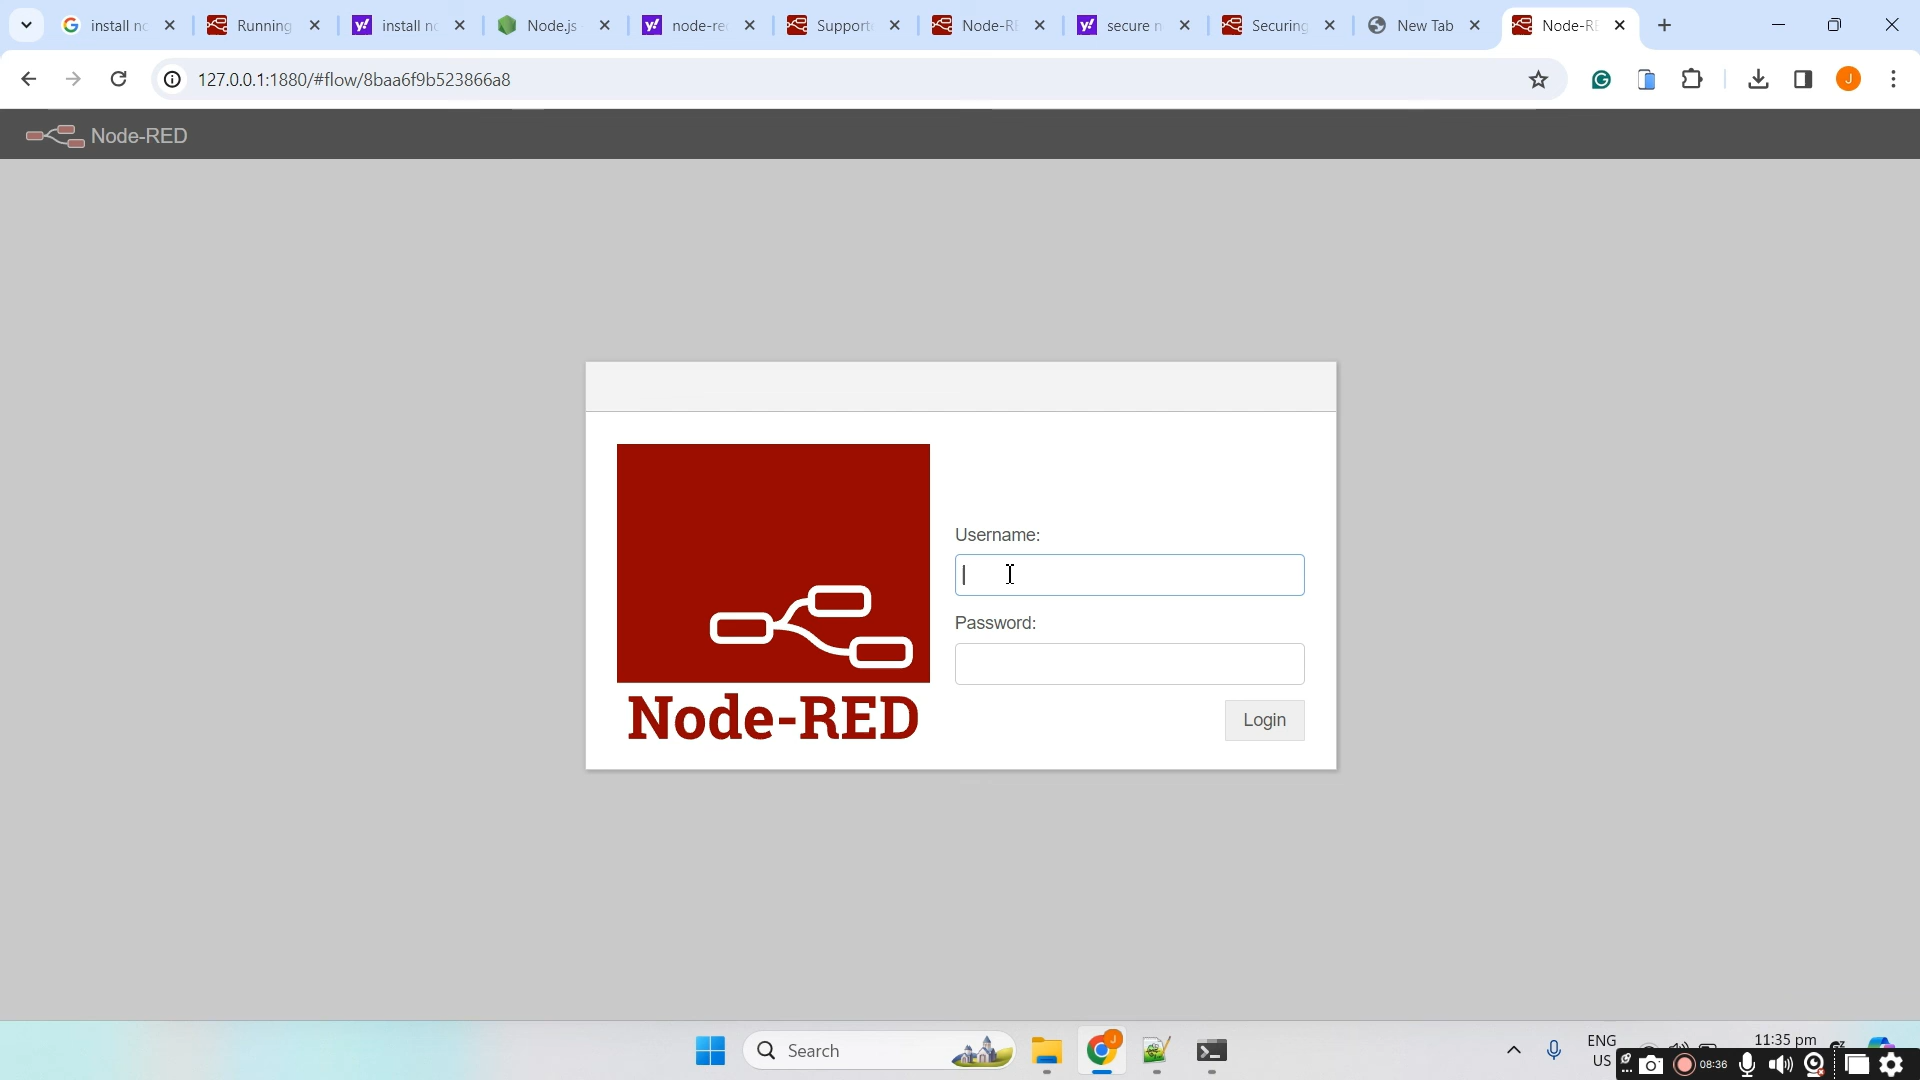 install nc
Running
install nc
Node.js
node-re
Support
Node-RE
secure n
Securing
New Tab
Node-RE
127.0.0.1:1880/#flow/8baa6f9b523866a8
J
Node-RED
Username:
Password:
Node-RED
Login
Search
J
ENG
US
11:35 pm
08:36